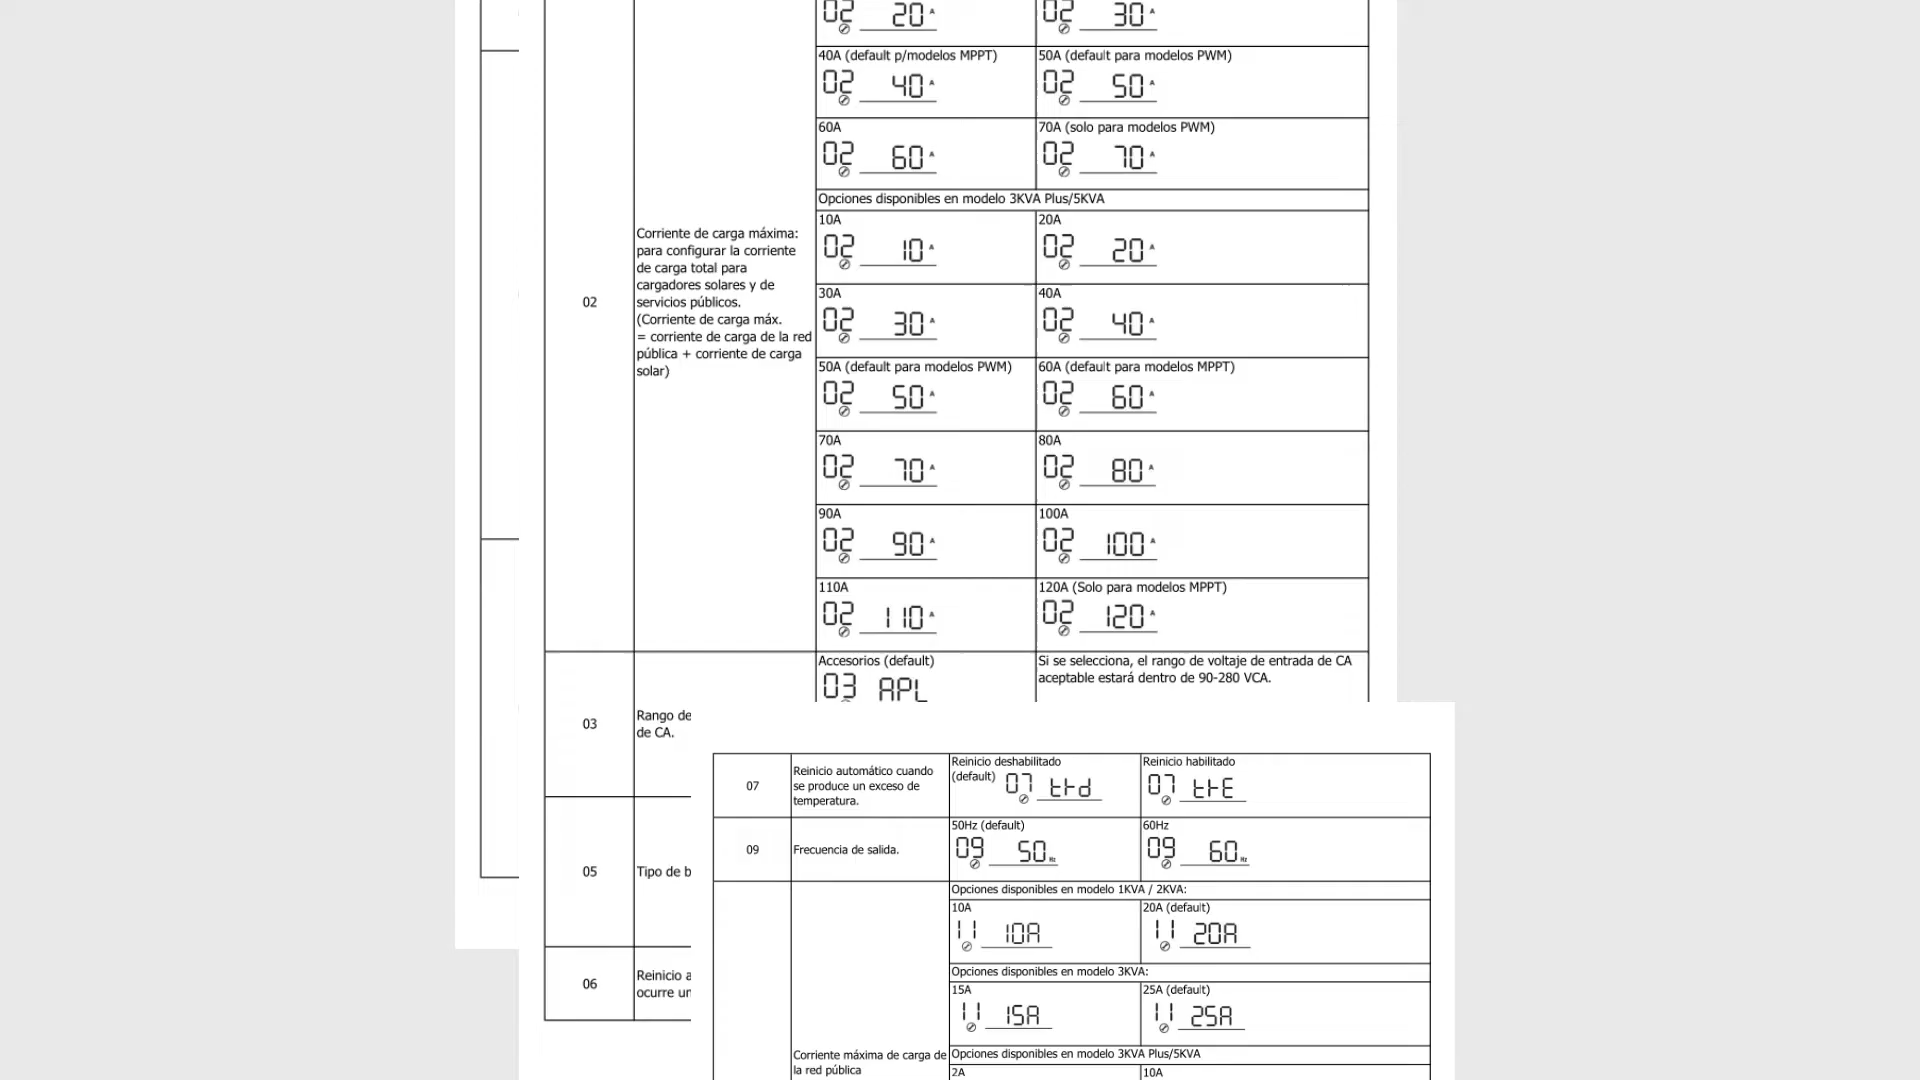 02 20 A
02 30 A
40A (default p/modelos MPPT)
50A (default para modelos PWM)
02 40 A
02 50 A
60A
70A (solo para modelos PWM)
02 60 A
02 70 A
Opciones disponibles en modelo 3KVA Plus/5KVA
02
Corriente de carga máxima:
para configurar la corriente
de carga total para
cargadores solares y de
servicios públicos.
(Corriente de carga máx.
= corriente de carga de la red
pública + corriente de carga
solar)
10A
20A
02 10 A
02 20 A
30A
40A
02 30 A
02 40 A
50A (default para modelos PWM)
60A (default para modelos MPPT)
02 50 A
02 60 A
70A
80A
02 70 A
02 80 A
90A
100A
02 90 A
02 100 A
110A
120A (Solo para modelos MPPT)
02 110 A
02 120 A
03
Rango de
de CA.
Accesorios (default)
03 APL
Si se selecciona, el rango de voltaje de entrada de CA
aceptable estará dentro de 90-280 VCA.
05
Tipo de b
06
Reinicio a
ocurre un
07
Reinicio automático cuando
se produce un exceso de
temperatura.
Reinicio deshabilitado
(default) 07 trd
Reinicio habilitado
07 trE
09
Frecuencia de salida.
50Hz (default)
09 50 Hz
60Hz
09 60 Hz
Opciones disponibles en modelo 1KVA / 2KVA:
10A
20A (default)
11 10A
11 20A
Opciones disponibles en modelo 3KVA:
15A
25A (default)
11 15A
11 25A
Corriente máxima de carga de
la red pública
Opciones disponibles en modelo 3KVA Plus/5KVA
2A
10A